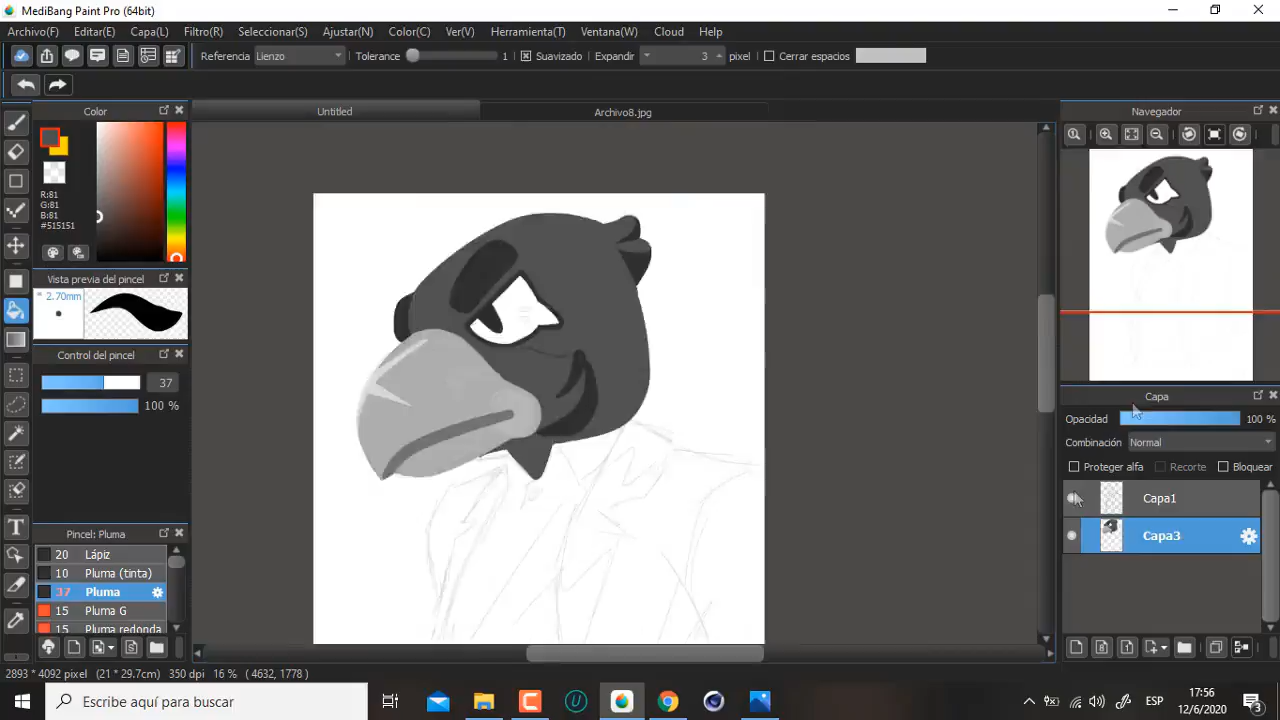 MediBang Paint Pro (64bit)
Archivo(F) Editar(E) Capa(L) Filtro(R) Seleccionar(S) Ajustar(N) Color(C) Ver(V) Herramienta(T) Ventana(W) Cloud Help
Referencia Lienzo Tolerance 1 Suavizado Expandir 3 pixel Cerrar espacios
Color Untitled Archivo8.jpg Navegador
R:81
G:81
B:81
#515151
Vista previa del pincel
2.70mm
Control del pincel
37
100 %
Capa
Opacidad 100 %
Combinación Normal
Proteger alfa Recorte Bloquear
Capa1
Capa3
Pincel: Pluma
20 Lápiz
10 Pluma (tinta)
37 Pluma
15 Pluma G
15 Pluma redonda
2893 * 4092 pixel (21 * 29.7cm) 350 dpi 16 % ( 4632, 1778 )
Escribe aquí para buscar
ESP
17:56
12/6/2020
3